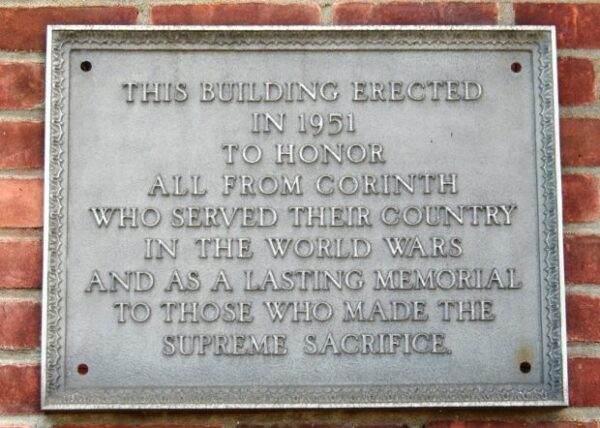 THIS BUILDING ERECTED
IN 1951
TO HONOR
ALL FROM CORINTH
WHO SERVED THEIR COUNTRY
IN THE WORLD WARS
AND AS A LASTING MEMORIAL
TO THOSE WHO MADE THE
SUPREME SACRIFICE.